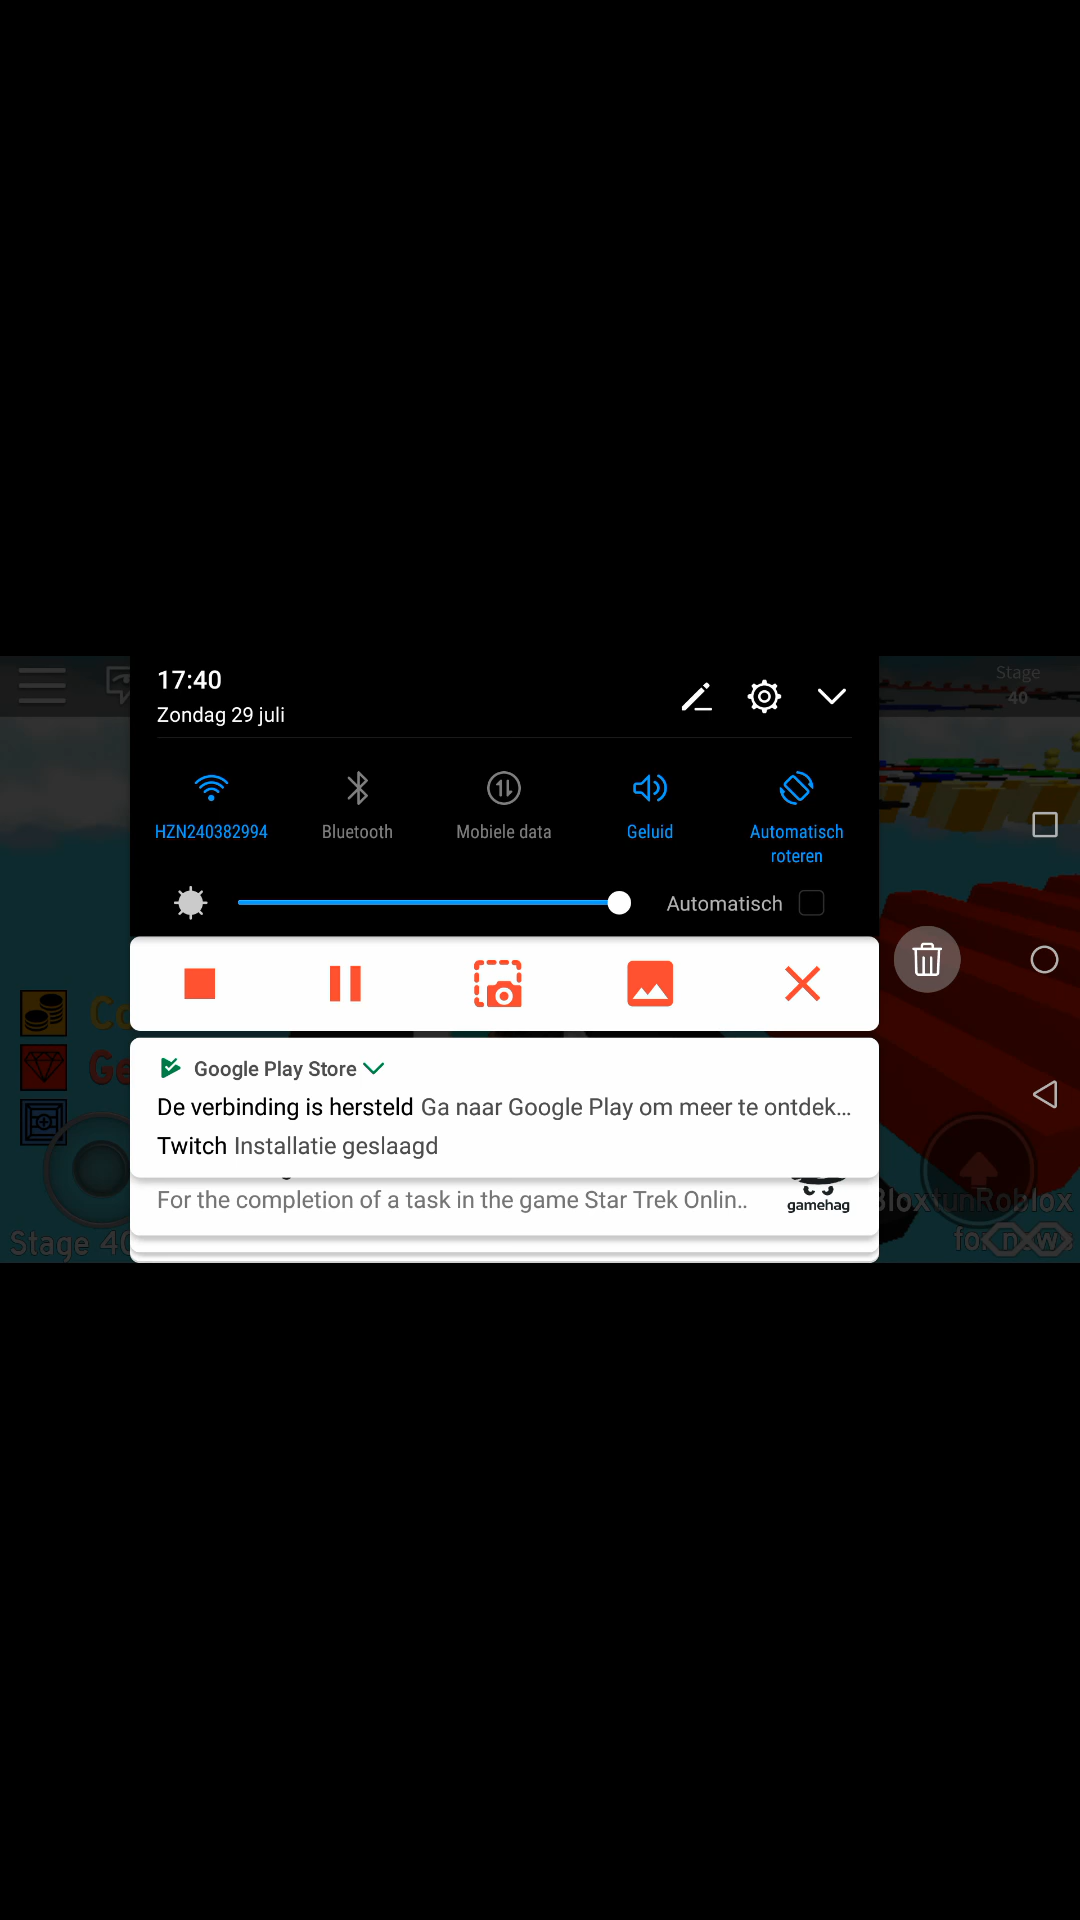 17:40
Zondag 29 juli
Stage
40
HZN240382994
Bluetooth
Mobiele data
Geluid
Automatisch
roteren
Automatisch
Google Play Store
De verbinding is hersteld Ga naar Google Play om meer te ontdek...
Twitch Installatie geslaagd
For the completion of a task in the game Star Trek Onlin..
gamehag
Stage 40